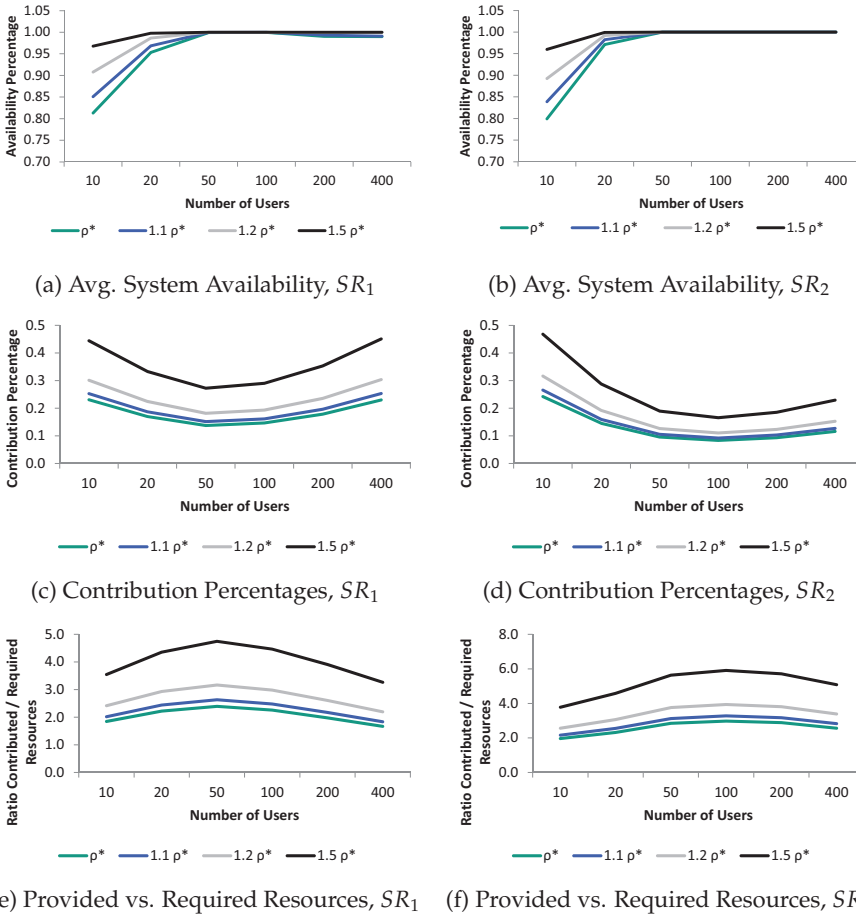 1.05
1.00
0.95
0.90
0.85
0.80
0.75
0.70
Availability Percentage
10 20 50 100 200 400
Number of Users
ρ* 1.1 ρ* 1.2 ρ* 1.5 ρ*
(a) Avg. System Availability, SR1
1.05
1.00
0.95
0.90
0.85
0.80
0.75
0.70
Availability Percentage
10 20 50 100 200 400
Number of Users
ρ* 1.1 ρ* 1.2 ρ* 1.5 ρ*
(b) Avg. System Availability, SR2
0.5
0.4
0.3
0.2
0.1
0.0
Contribution Percentage
10 20 50 100 200 400
Number of Users
ρ* 1.1 ρ* 1.2 ρ* 1.5 ρ*
(c) Contribution Percentages, SR1
0.5
0.4
0.3
0.2
0.1
0.0
Contribution Percentage
10 20 50 100 200 400
Number of Users
ρ* 1.1 ρ* 1.2 ρ* 1.5 ρ*
(d) Contribution Percentages, SR2
5.0
4.0
3.0
2.0
1.0
0.0
Ratio Contributed / Required
Resources
10 20 50 100 200 400
Number of Users
ρ* 1.1 ρ* 1.2 ρ* 1.5 ρ*
e) Provided vs. Required Resources, SR1
8.0
6.0
4.0
2.0
0.0
Ratio Contributed / Required
Resources
10 20 50 100 200 400
Number of Users
ρ* 1.1 ρ* 1.2 ρ* 1.5 ρ*
(f) Provided vs. Required Resources, SR